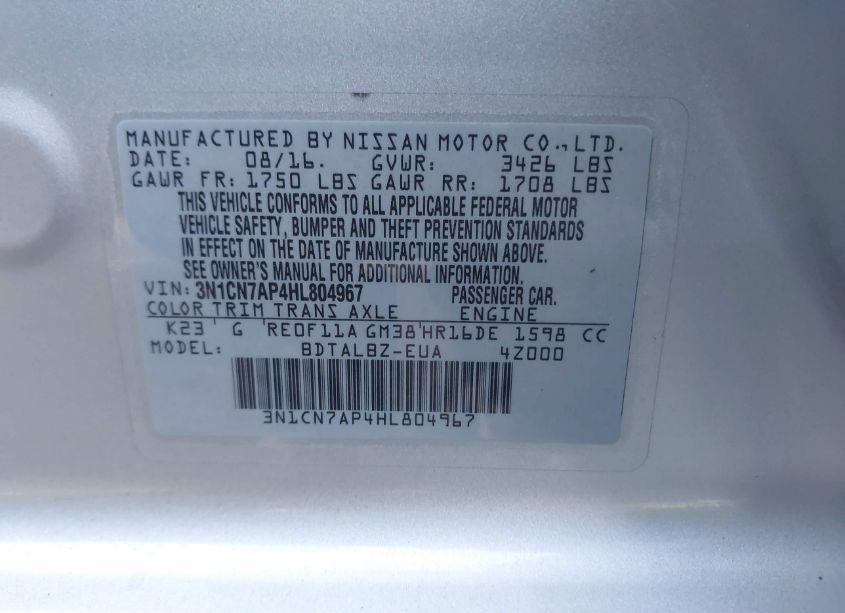 MANUFACTURED BY NISSAN MOTOR CO., LTD.
DATE: 08/16. GVWR: 3426 LBS
GAWR FR: 1750 LBS GAWR RR: 1708 LBS
THIS VEHICLE CONFORMS TO ALL APPLICABLE FEDERAL MOTOR
VEHICLE SAFETY, BUMPER AND THEFT PREVENTION STANDARDS
IN EFFECT ON THE DATE OF MANUFACTURE SHOWN ABOVE.
SEE OWNER'S MANUAL FOR ADDITIONAL INFORMATION.
VIN: 3N1CN7AP4HL804967 PASSENGER CAR.
COLOR TRIM TRANS AXLE ENGINE
K23 G RE0F11A GM38 HR16DE 1598 CC
MODEL: BDTALBZ-EUA 4Z000
3N1CN7AP4HL804967